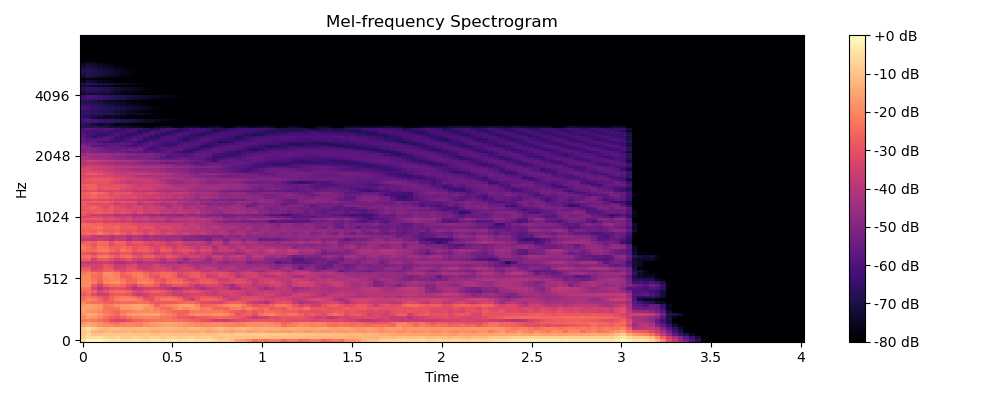 Mel-frequency Spectrogram
Hz
4096
2048
1024
512
0
0 0.5 1 1.5 2 2.5 3 3.5 4
Time
+0 dB
-10 dB
-20 dB
-30 dB
-40 dB
-50 dB
-60 dB
-70 dB
-80 dB